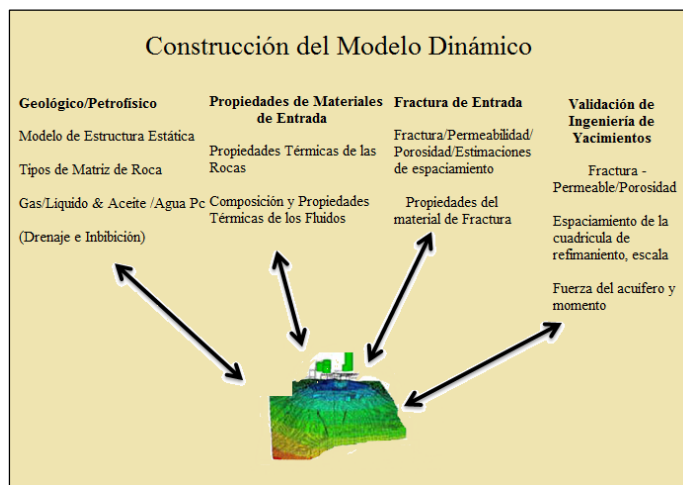 Construcción del Modelo Dinámico
Geológico/Petrofísico
Modelo de Estructura Estática
Tipos de Matriz de Roca
Gas/Líquido & Aceite /Agua Pc
(Drenaje e Inbibición)
Propiedades de Materiales
de Entrada
Propiedades Térmicas de las
Rocas
Composición y Propiedades
Térmicas de los Fluidos
Fractura de Entrada
Fractura/Permeabilidad/
Porosidad/Estimaciones
de espaciamiento
Propiedades del
material de Fractura
Validación de
Ingeniería de
Yacimientos
Fractura -
Permeable/Porosidad
Espaciamiento de la
cuadricula de
refimaniento, escala
Fuerza del acuifero y
momento